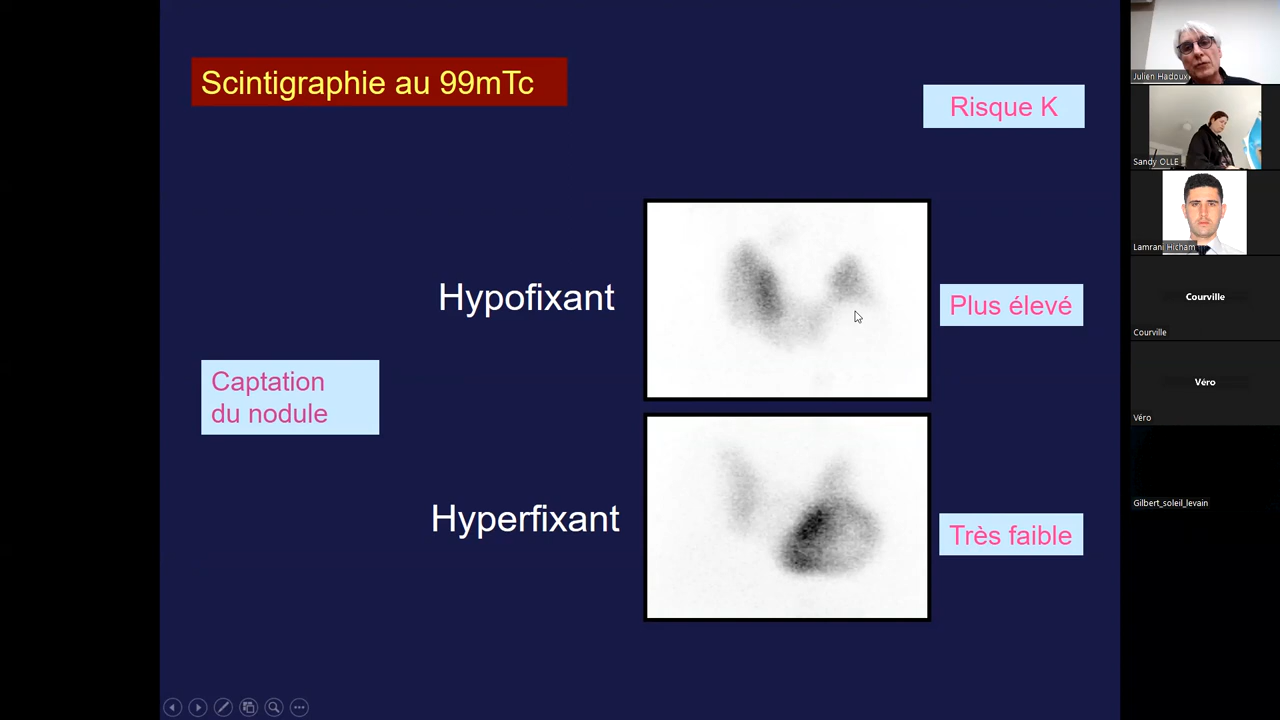 Scintigraphie au 99mTc
Risque K
Hypofixant
Plus élevé
Captation
du nodule
Hyperfixant
Très faible
Julien Hadoux
Sandy OLLE
Lamrani Hicham
Courville
Courville
Véro
Véro
Gilbert_soleil_levain